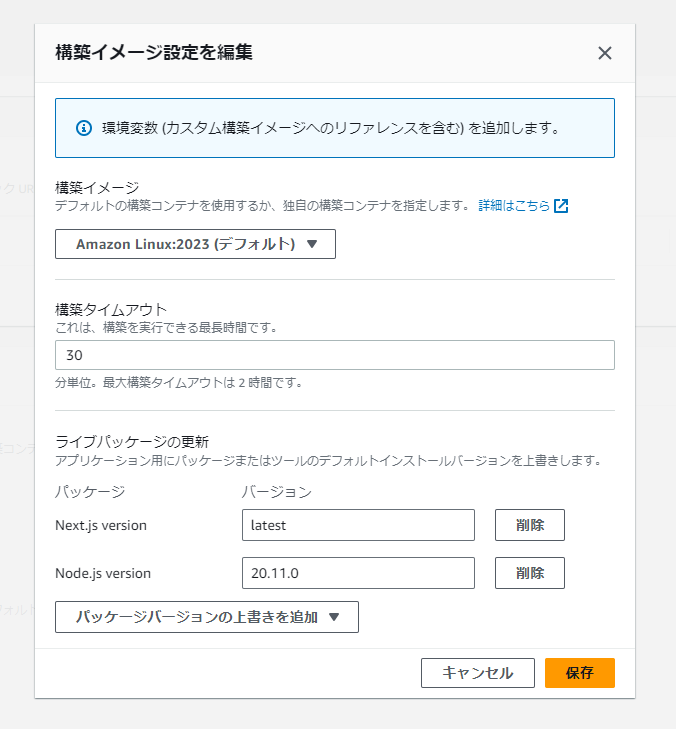 構築イメージ設定を編集
環境変数 (カスタム構築イメージへのリファレンスを含む) を追加します。
構築イメージ
デフォルトの構築コンテナを使用するか、独自の構築コンテナを指定します。 詳細はこちら
Amazon Linux:2023 (デフォルト)
構築タイムアウト
これは、構築を実行できる最長時間です。
30
分単位。最大構築タイムアウトは 2 時間です。
ライブパッケージの更新
アプリケーション用にパッケージまたはツールのデフォルトインストールバージョンを上書きします。
パッケージ バージョン
Next.js version latest 削除
Node.js version 20.11.0 削除
パッケージバージョンの上書きを追加
キャンセル 保存